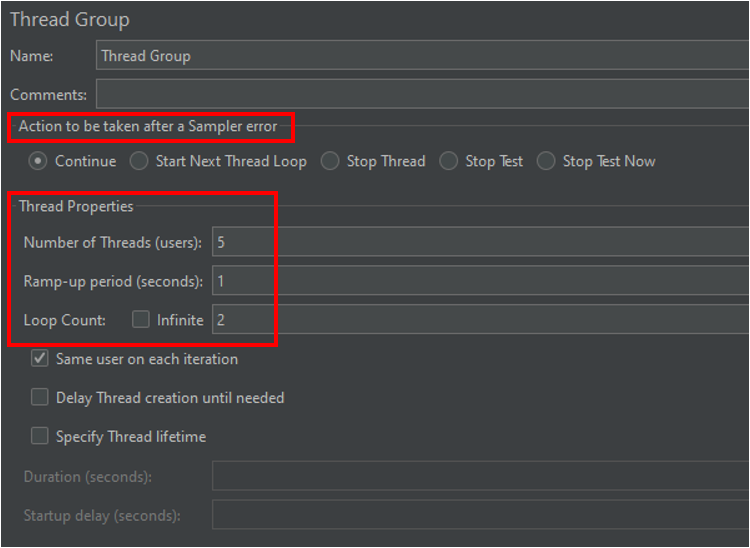 Thread Group
Name: Thread Group
Comments:
Action to be taken after a Sampler error
Continue Start Next Thread Loop Stop Thread Stop Test Stop Test Now
Thread Properties
Number of Threads (users): 5
Ramp-up period (seconds): 1
Loop Count: Infinite 2
Same user on each iteration
Delay Thread creation until needed
Specify Thread lifetime
Duration (seconds):
Startup delay (seconds):